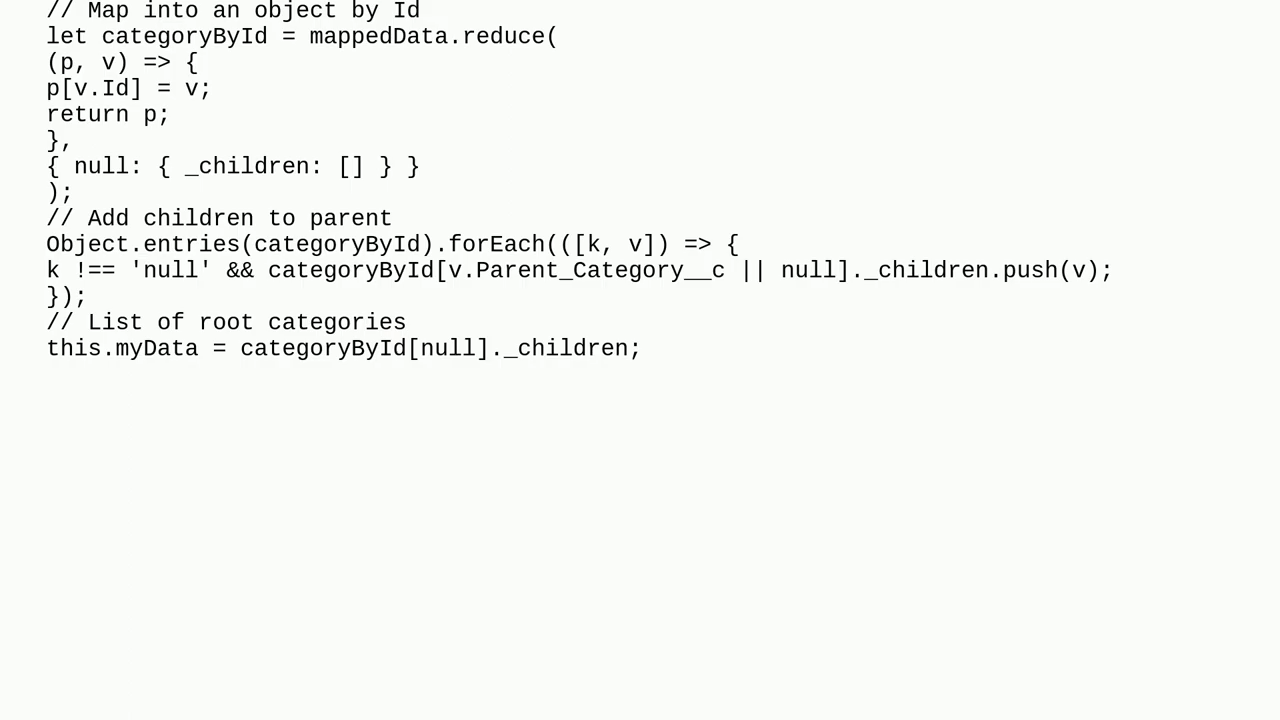 // Map into an object by Id
let categoryById = mappedData.reduce(
(p, v) => {
p[v.Id] = v;
return p;
},
{ null: { _children: [] } }
);
// Add children to parent
Object.entries(categoryById).forEach(([k, v]) => {
k !== 'null' && categoryById[v.Parent_Category__c || null]._children.push(v);
});
// List of root categories
this.myData = categoryById[null]._children;